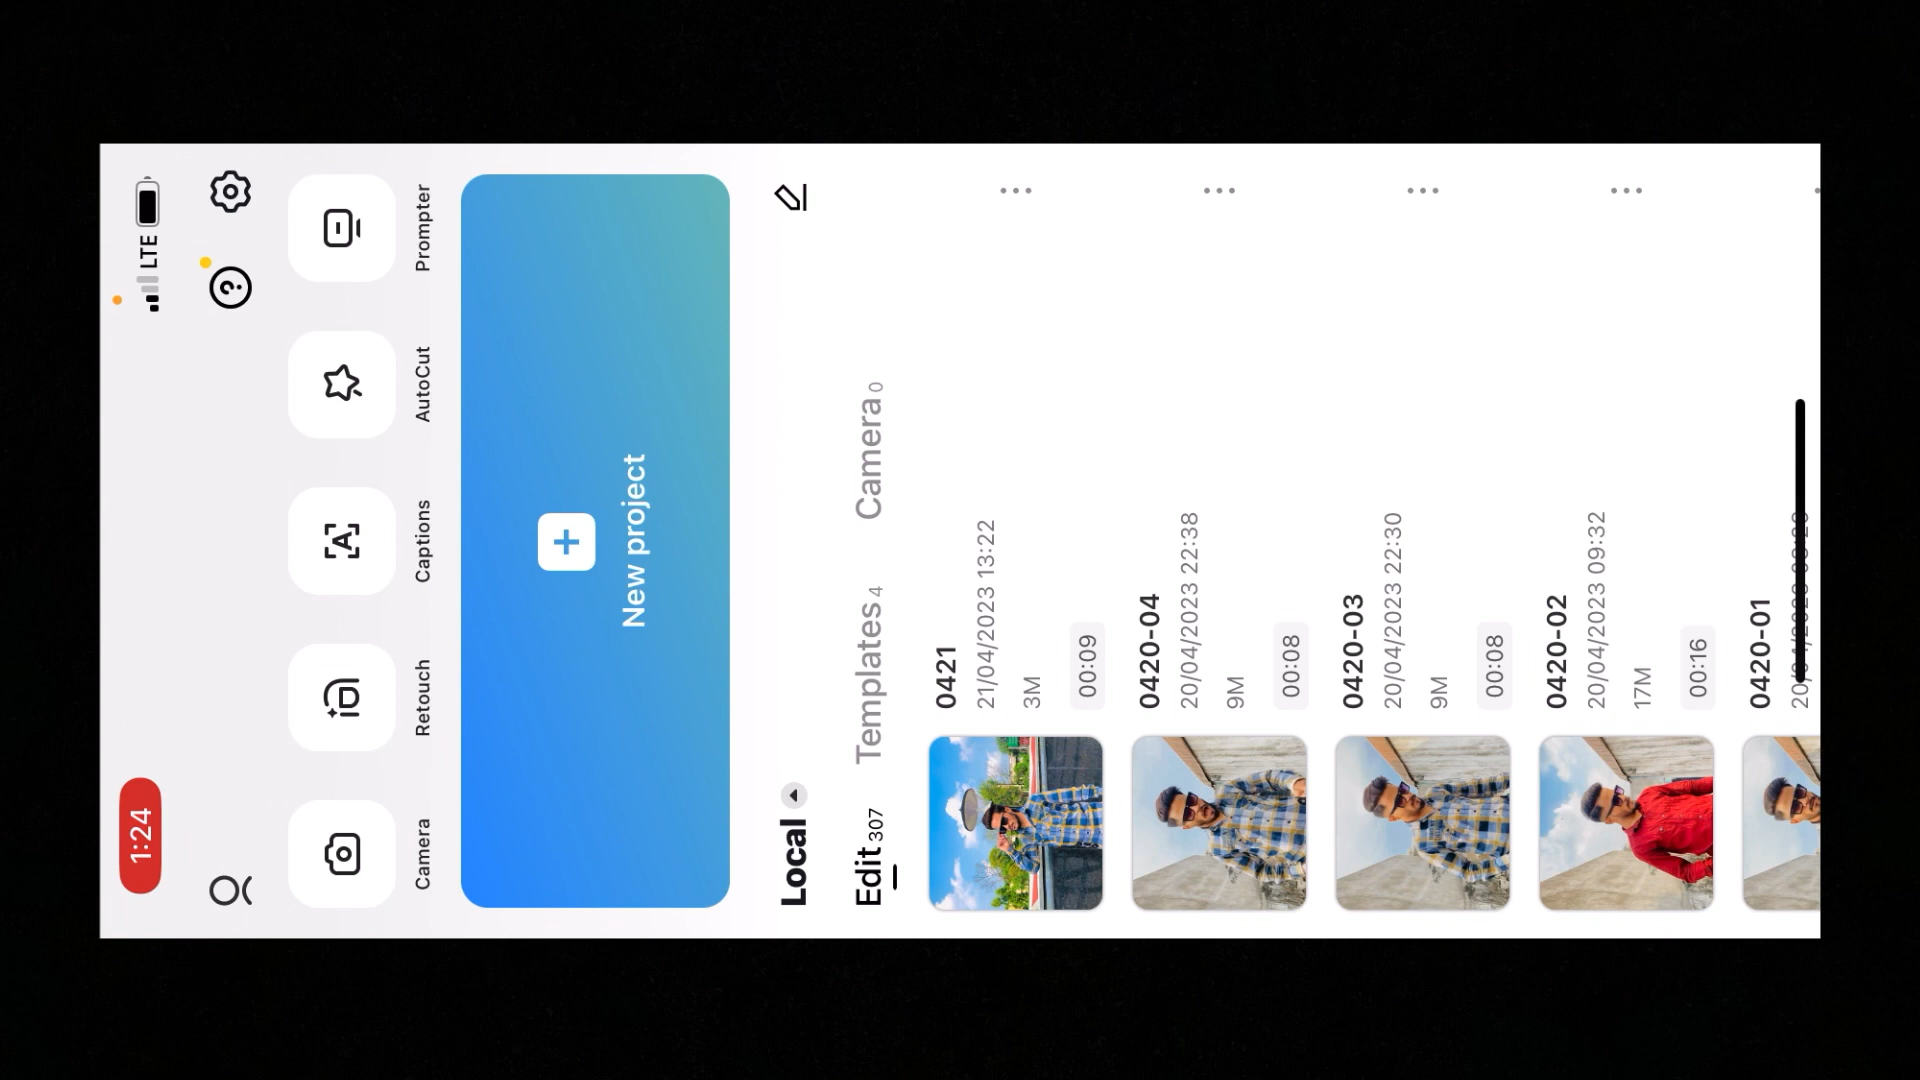 1:24 LTE
Camera Retouch Captions AutoCut Prompter
New project
Local
Edit 307 Templates 4 Camera 0
0421
21/04/2023 13:22
3M
00:09
0420-04
20/04/2023 22:38
9M
00:08
0420-03
20/04/2023 22:30
9M
00:08
0420-02
20/04/2023 09:32
17M
00:16
0420-01